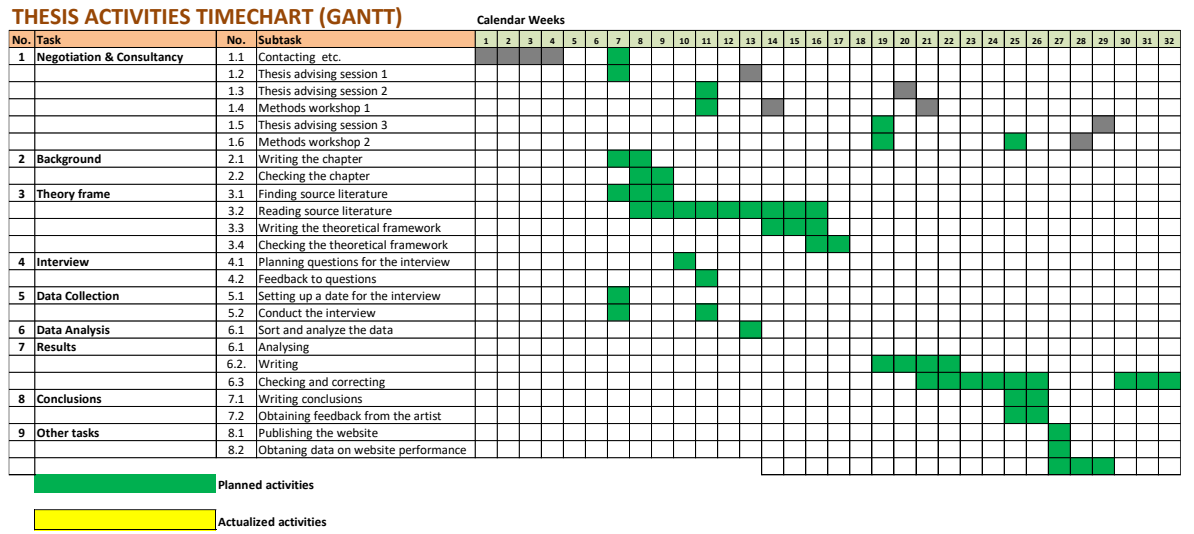 THESIS ACTIVITIES TIMECHART (GANTT) Calendar Weeks
No. Task No. Subtask 1 2 3 4 5 6 7 8 9 10 11 12 13 14 15 16 17 18 19 20 21 22 23 24 25 26 27 28 29 30 31 32
1 Negotiation & Consultancy 1.1 Contacting etc.
1.2 Thesis advising session 1
1.3 Thesis advising session 2
1.4 Methods workshop 1
1.5 Thesis advising session 3
1.6 Methods workshop 2
2 Background 2.1 Writing the chapter
2.2 Checking the chapter
3 Theory frame 3.1 Finding source literature
3.2 Reading source literature
3.3 Writing the theoretical framework
3.4 Checking the theoretical framework
4 Interview 4.1 Planning questions for the interview
4.2 Feedback to questions
5 Data Collection 5.1 Setting up a date for the interview
5.2 Conduct the interview
6 Data Analysis 6.1 Sort and analyze the data
7 Results 6.1 Analysing
6.2. Writing
6.3 Checking and correcting
8 Conclusions 7.1 Writing conclusions
7.2 Obtaining feedback from the artist
9 Other tasks 8.1 Publishing the website
8.2 Obtaning data on website performance
Planned activities
Actualized activities